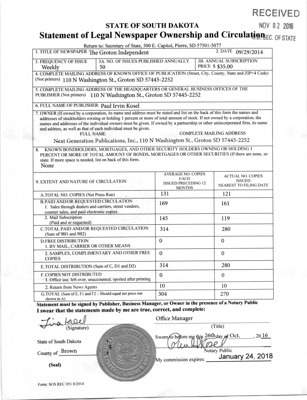 RECEIVED
NOV 02 2016
STATE OF SOUTH DAKOTA
Statement of Legal Newspaper Ownership and Circulation
Return to: Secretary of State, 500 E. Capitol, Pierre, SD 57501-5077
1. TITLE OF NEWSPAPER The Groton Independent
2. DATE 09/29/2014
3. FREQUENCY OF ISSUE
Weekly
3A. NO. OF ISSUES PUBLISHED ANNUALLY
50
3B. ANNUAL SUBSCRIPTION
PRICE $ $35.00
4. COMPLETE MAILING ADDRESS OF KNOWN OFFICE OF PUBLICATION (Street, City, County, State and ZIP+4 Code)
(Not Printers) 110 N Washington St., Groton SD 57445-2252
5. COMPLETE MAILING ADDRESS OF THE HEADQUARTERS OR GENERAL BUSINESS OFFICES OF THE
PUBLISHER (Not Printers) 110 N Washington St., Groton SD 57445-2252
6. FULL NAME OF PUBLISHER: Paul Irvin Kosel
7. OWNER (If owned by a corporation, its name and address must be stated and list on the back of this form the names and
addresses of stockholders owning or holding 1 percent or more of total amount of stock. If not owned by a corporation, the
names and addresses of the individual owners must be given. If owned by a partnership or other unincorporated firm, its name
and address, as well as that of each individual must be given.
FULL NAME COMPLETE MAILING ADDRESS
Next Generation Publications, Inc., 110 N Washington St., Groton SD 57445-2252
8. KNOWN BONDHOLDERS, MORTGAGES, AND OTHER SECURITY HOLDERS OWNING OR HOLDING 1
PERCENT OR MORE OF TOTAL AMOUNT OF BONDS, MORTGAGES OR OTHER SECURITIES (If there are none, so
state. If more space is needed, list on back of this form.
None
8. EXTENT AND NATURE OF CIRCULATION
AVERAGE NO. COPIES
EACH
ISSUED PRECEDING 12
MONTHS
ACTUAL NO. COPIES
ISSUED
NEAREST TO FILING DATE
A. TOTAL NO. COPIES (Net Press Run) 131 121
B. PAID AND/OR REQUESTED CIRCULATION
1. Sales through dealers and carriers, street vendors,
counter sales, and paid electronic copies. 169 161
2. Mail Subscription
(Paid and or requested) 145 119
C. TOTAL PAID AND/OR REQUESTED CIRCULATION
(Sum of 9B1 and 9B2) 314 280
D. FREE DISTRIBUTION
1. BY MAIL, CARRIER OR OTHER MEANS 0 0
2. SAMPLES, COMPLIMENTARY AND OTHER FREE
COPIES 0 0
E. TOTAL DISTRIBUTION (Sum of C, D1 and D2) 314 280
F. COPIES NOT DISTRIBUTED
1. Office use, left over, unaccounted, spoiled after printing 0 0
2. Return from News Agents 10 10
G. TOTAL (Sum of E, F1 and F2 - Should equal net press run
shown in A) 304 270
Statement must be signed by Publisher, Business Manager, or Owner in the presence of a Notary Public
I swear that the statements made by me are true, correct, and complete:
Tina Kosel
(Signature)
Office Manager
(Title)
State of South Dakota
Sworn to before me this 26th day of Oct. 20 16
County of Brown
Notary Public
(Seal)
My commission expires: January 24, 2018